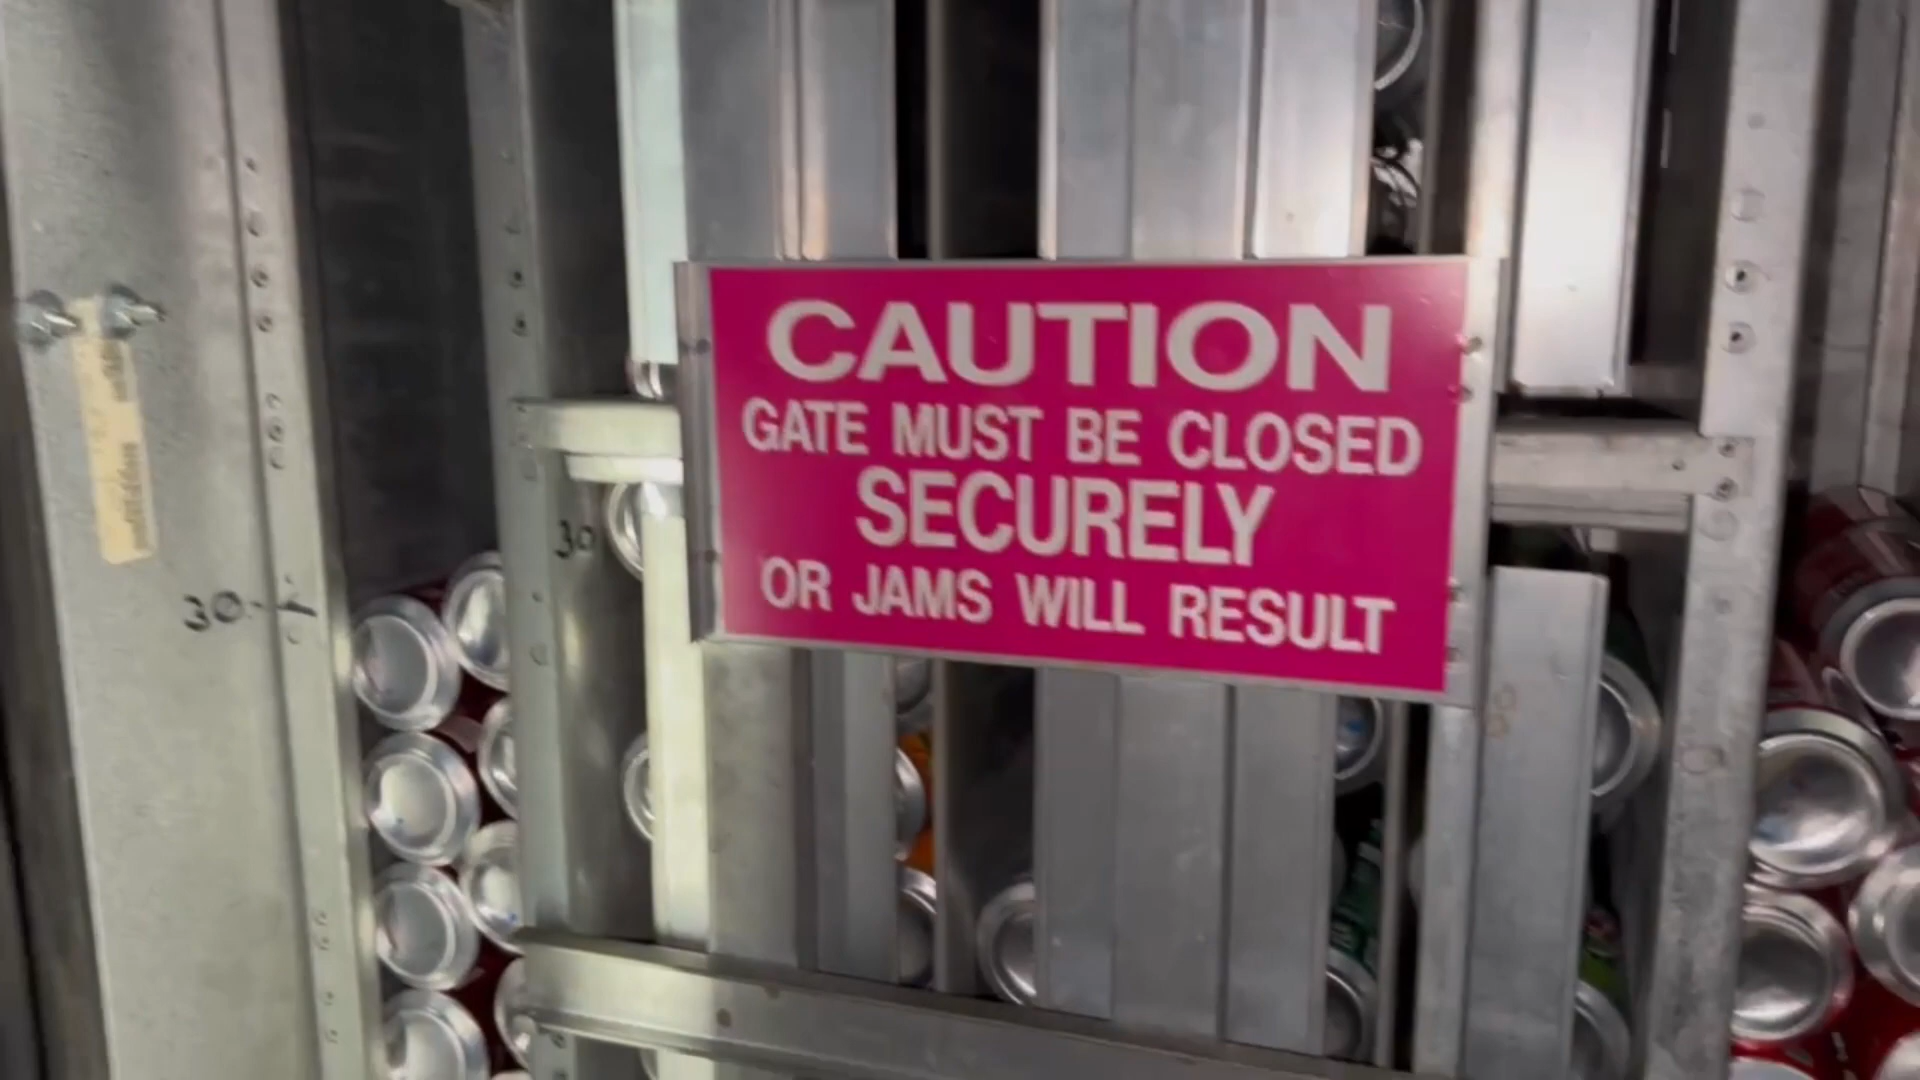 CAUTION
GATE MUST BE CLOSED
SECURELY
OR JAMS WILL RESULT
30
30-